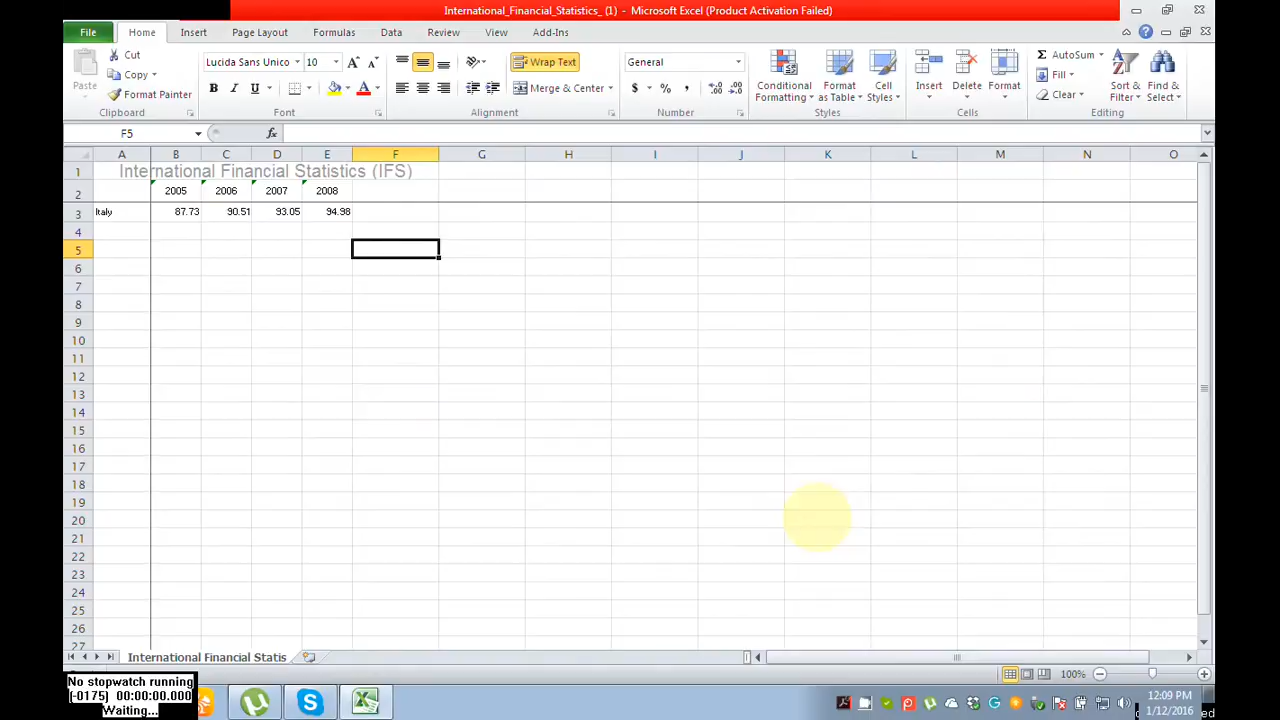 International_Financial_Statistics_ (1) - Microsoft Excel (Product Activation Failed)
File Home Insert Page Layout Formulas Data Review View Add-Ins
Paste
Cut
Copy
Format Painter
Clipboard
Lucida Sans Unico 10 A A
B I U A
Font
Wrap Text
Merge & Center
Alignment
General
$ % ,
Number
Conditional Formatting
Format as Table
Cell Styles
Styles
Insert Delete Format
Cells
Σ AutoSum
Fill
Clear
Sort & Filter
Find & Select
Editing
F5 fx
A B C D E F G H I J K L M N O
1 International Financial Statistics (IFS)
2 2005 2006 2007 2008
3 Italy 87.73 90.51 93.05 94.98
4
5
6
7
8
9
10
11
12
13
14
15
16
17
18
19
20
21
22
23
24
25
26
27
International Financial Statis
100%
No stopwatch running
(-0175) 00:00:00.000
Waiting...
12:09 PM
1/12/2016